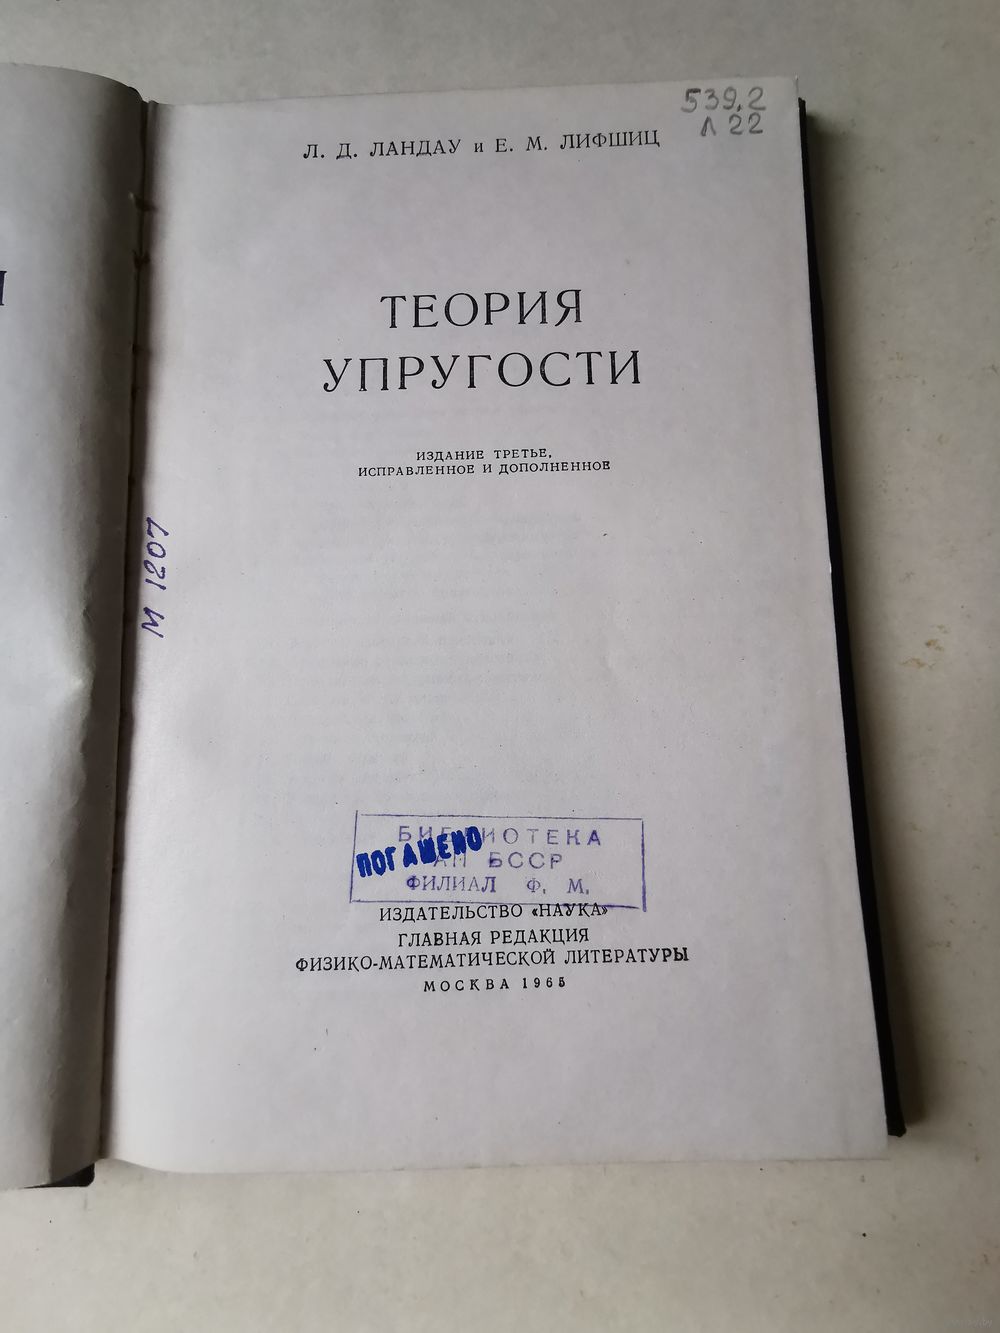 539.2
Л 22
Л. Д. ЛАНДАУ и Е. М. ЛИФШИЦ
ТЕОРИЯ
УПРУГОСТИ
ИЗДАНИЕ ТРЕТЬЕ,
ИСПРАВЛЕННОЕ И ДОПОЛНЕННОЕ
М 1207
БИБЛИОТЕКА
ПОГАШЕНО
АН БССР
ФИЛИАЛ Ф. М.
ИЗДАТЕЛЬСТВО «НАУКА»
ГЛАВНАЯ РЕДАКЦИЯ
ФИЗИКО-МАТЕМАТИЧЕСКОЙ ЛИТЕРАТУРЫ
МОСКВА 1965